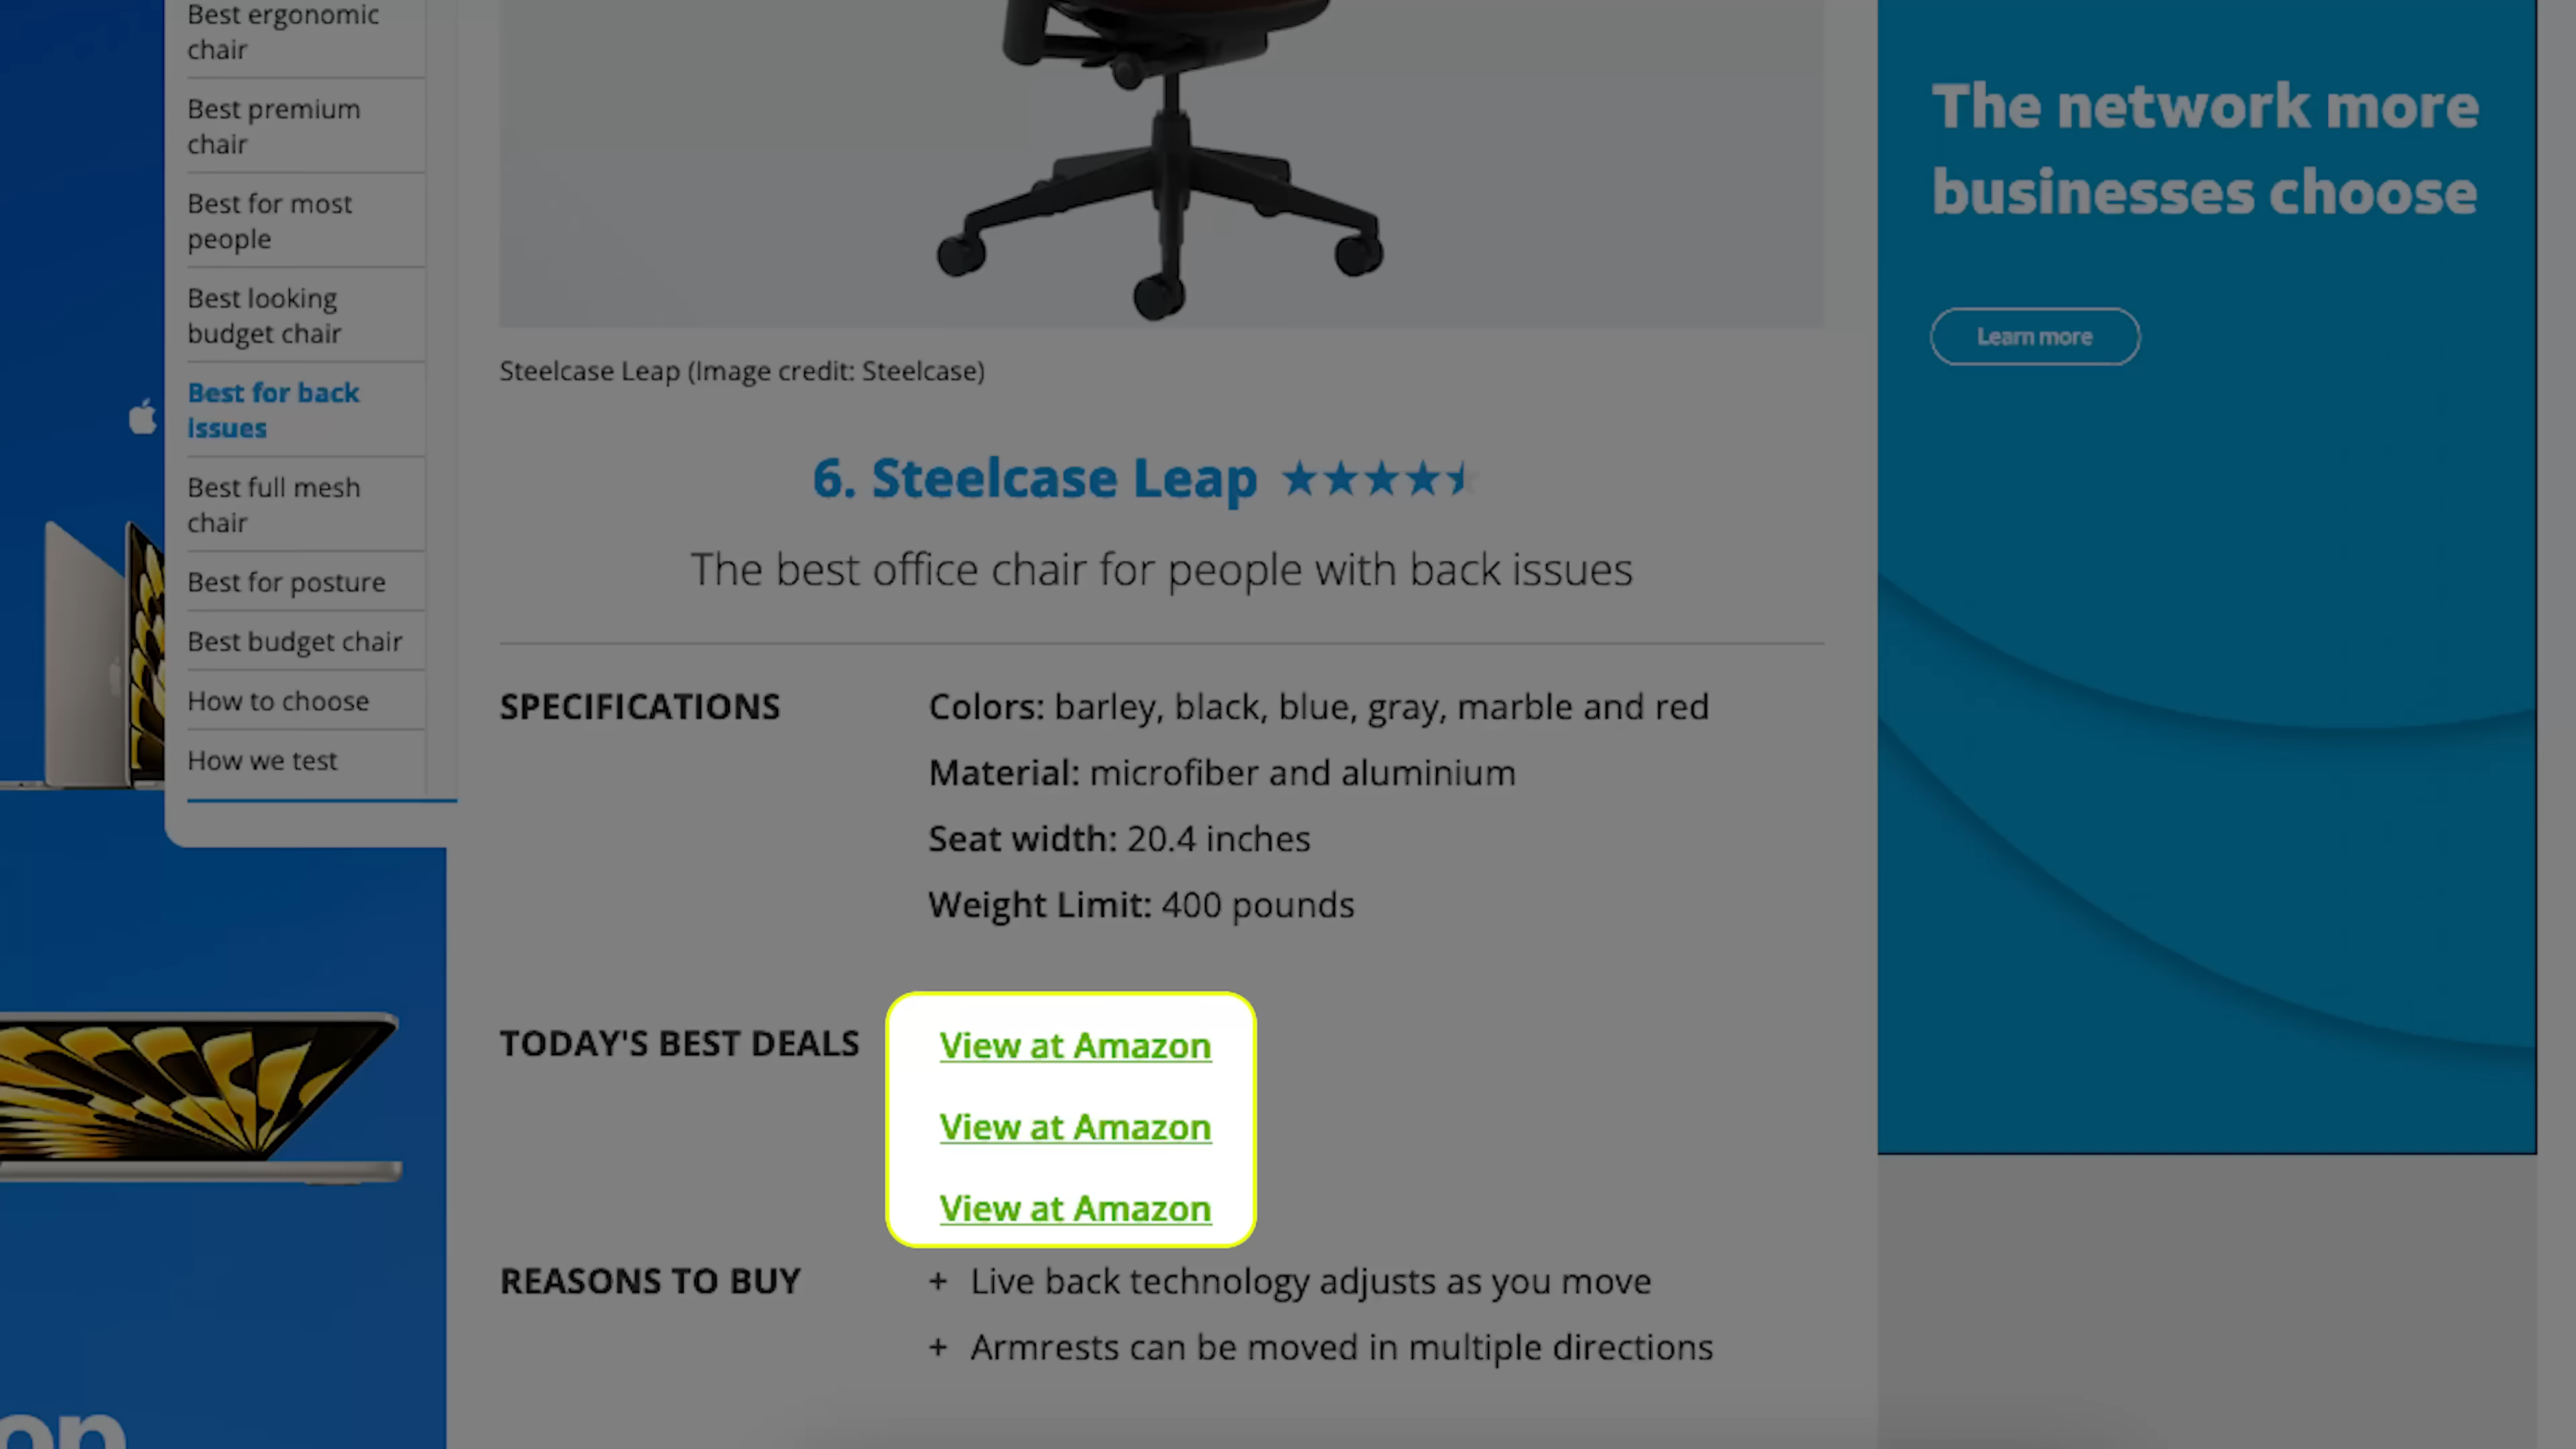 Best ergonomic
chair
Best premium
chair
Best for most
people
Best looking
budget chair
Best for back
issues
Best full mesh
chair
Best for posture
Best budget chair
How to choose
How we test
Steelcase Leap (Image credit: Steelcase)
6. Steelcase Leap
The best office chair for people with back issues
SPECIFICATIONS
Colors: barley, black, blue, gray, marble and red
Material: microfiber and aluminium
Seat width: 20.4 inches
Weight Limit: 400 pounds
TODAY'S BEST DEALS
View at Amazon
View at Amazon
View at Amazon
REASONS TO BUY
+ Live back technology adjusts as you move
+ Armrests can be moved in multiple directions
The network more
businesses choose
Learn more